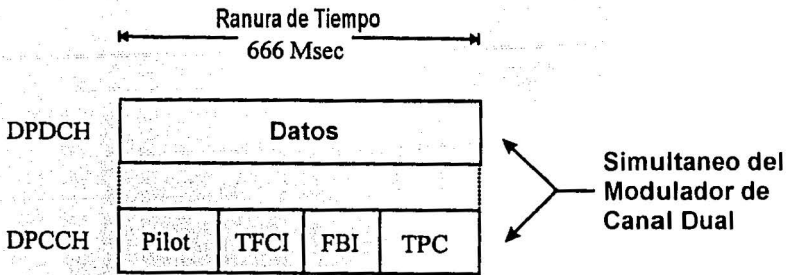 Ranura de Tiempo
666 Msec
DPDCH
Datos
Simultaneo del
Modulador de
Canal Dual
DPCCH
Pilot
TFCI
FBI
TPC